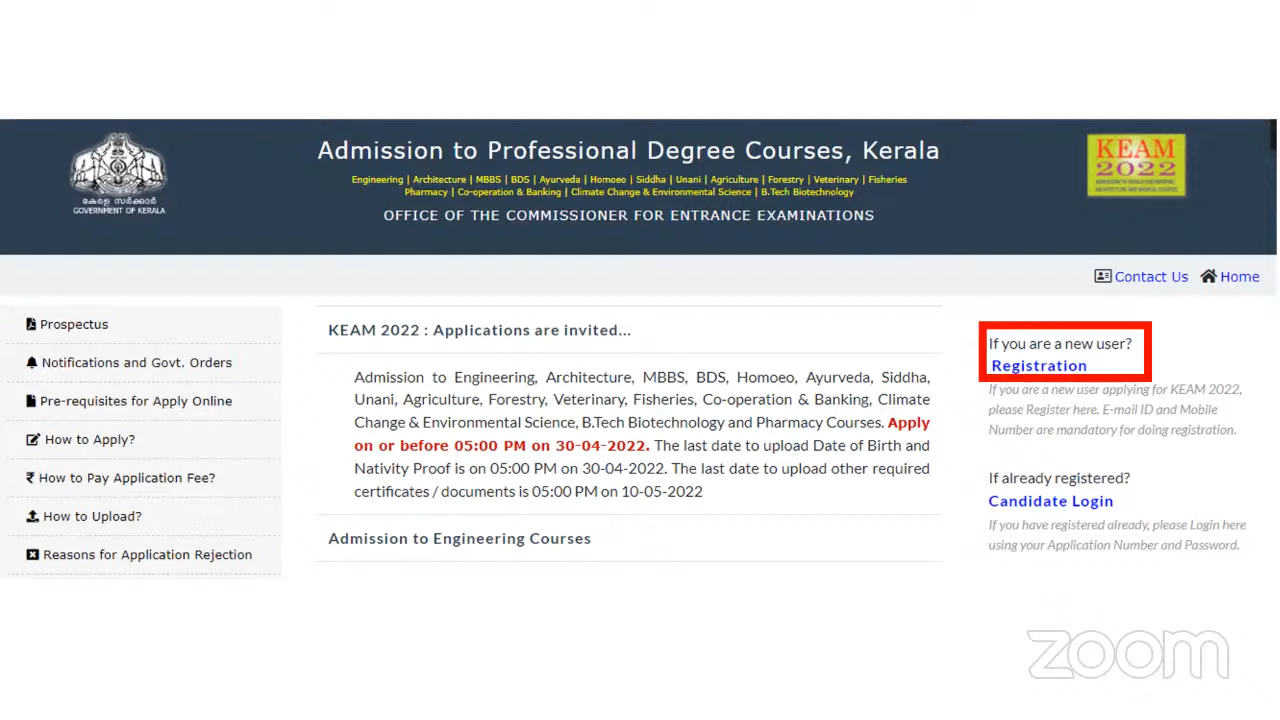 കേരള സർക്കാർ
GOVERNMENT OF KERALA
Admission to Professional Degree Courses, Kerala
Engineering | Architecture | MBBS | BDS | Ayurveda | Homoeo | Siddha | Unani | Agriculture | Forestry | Veterinary | Fisheries
Pharmacy | Co-operation & Banking | Climate Change & Environmental Science | B.Tech Biotechnology
OFFICE OF THE COMMISSIONER FOR ENTRANCE EXAMINATIONS
KEAM
2022
ADMISSION TO KERALA ENGINEERING,
ARCHITECTURE AND MEDICAL COURSES
Contact Us Home
Prospectus
Notifications and Govt. Orders
Pre-requisites for Apply Online
How to Apply?
How to Pay Application Fee?
How to Upload?
Reasons for Application Rejection
KEAM 2022 : Applications are invited...
Admission to Engineering, Architecture, MBBS, BDS, Homoeo, Ayurveda, Siddha,
Unani, Agriculture, Forestry, Veterinary, Fisheries, Co-operation & Banking, Climate
Change & Environmental Science, B.Tech Biotechnology and Pharmacy Courses. Apply
on or before 05:00 PM on 30-04-2022. The last date to upload Date of Birth and
Nativity Proof is on 05:00 PM on 30-04-2022. The last date to upload other required
certificates / documents is 05:00 PM on 10-05-2022
Admission to Engineering Courses
If you are a new user?
Registration
If you are a new user applying for KEAM 2022,
please Register here. E-mail ID and Mobile
Number are mandatory for doing registration.
If already registered?
Candidate Login
If you have registered already, please Login here
using your Application Number and Password.
zoom